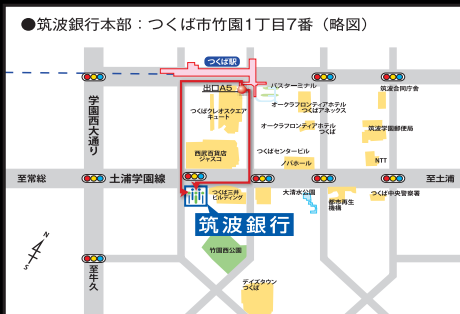 ●筑波銀行本部：つくば市竹園1丁目7番（略図）
つくば駅
出口A5
バスターミナル
筑波合同庁舎
オークラフロンティアホテル
つくばアネックス
つくばクレオスクエア
キュート
オークラフロンティアホテル
つくば
筑波学園郵便局
学園西大通り
西武百貨店
ジャスコ
つくばセンタービル
ノバホール
NTT
至常総
土浦学園線
至土浦
つくば三井
ビルディング
大清水公園
都市再生
機構
つくば中央警察署
筑波銀行
N
S
竹園西公園
至牛久
デイズタウン
つくば